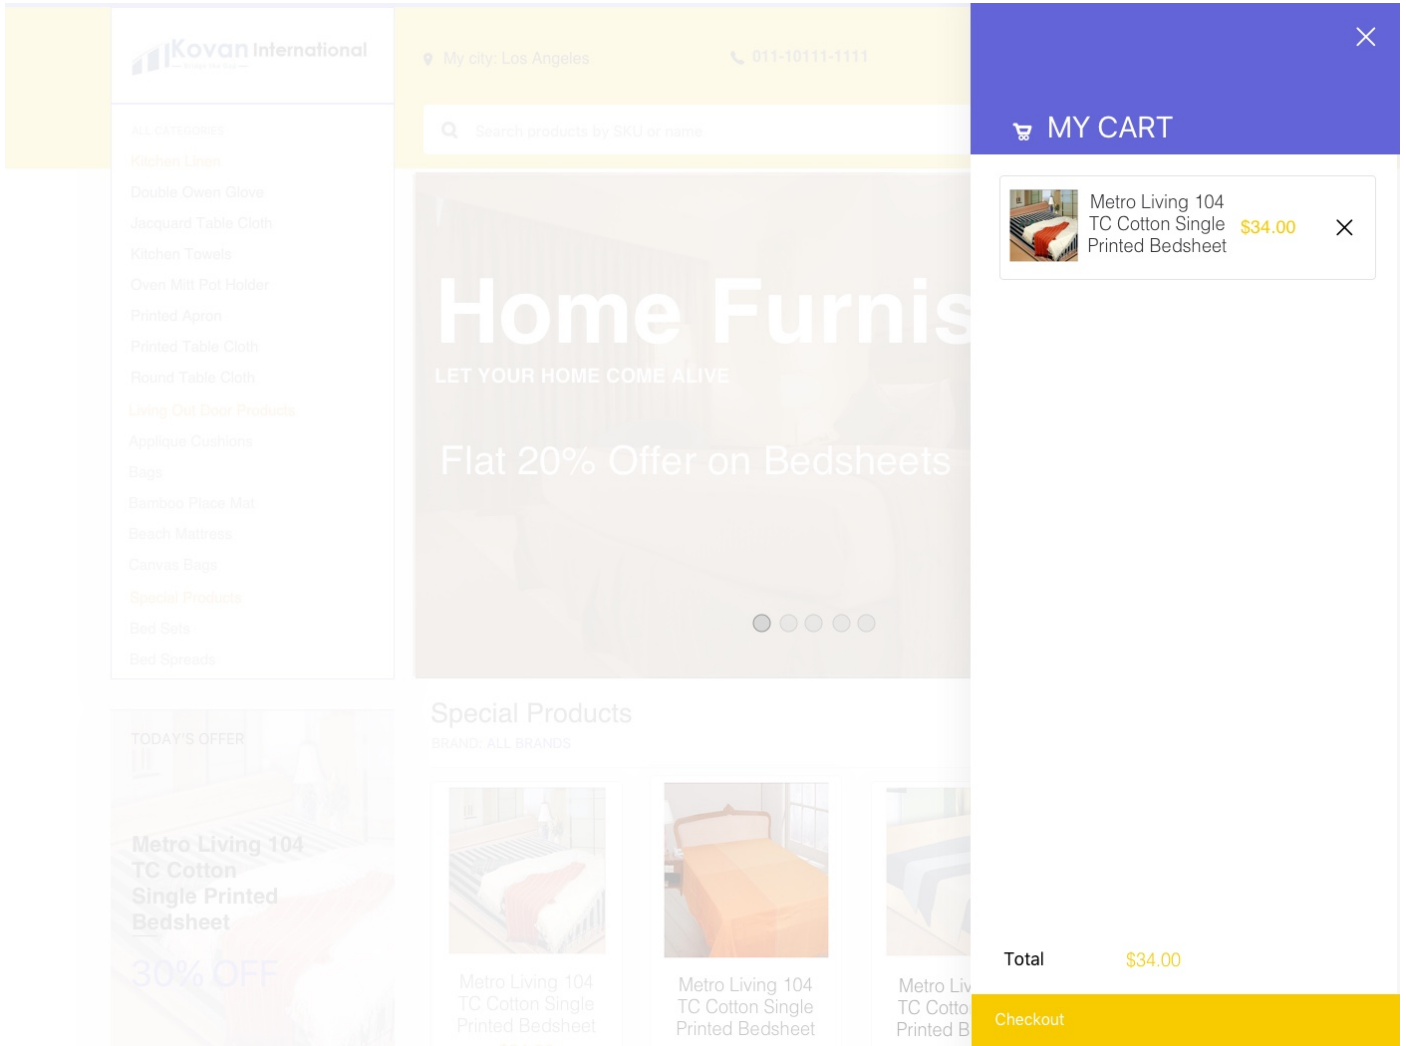 Kovan International
My city: Los Angeles
011-10111-1111
Search products by SKU or name
ALL CATEGORIES
Kitchen Linen
Double Owen Glove
Jacquard Table Cloth
Kitchen Towels
Oven Mitt Pot Holder
Printed Apron
Printed Table Cloth
Round Table Cloth
Living Out Door Products
Applique Cushions
Bags
Bamboo Place Mat
Beach Mattress
Canvas Bags
Special Products
Bed Sets
Bed Spreads
Home Furnis
LET YOUR HOME COME ALIVE
Flat 20% Offer on Bedsheets
TODAY'S OFFER
Metro Living 104
TC Cotton
Single Printed
Bedsheet
30% OFF
Special Products
BRAND: ALL BRANDS
Metro Living 104
TC Cotton Single
Printed Bedsheet
Metro Living 104
TC Cotton Single
Printed Bedsheet
Metro Liv
TC Cotto
Printed B
MY CART
Metro Living 104
TC Cotton Single
Printed Bedsheet
$34.00
Total
$34.00
Checkout